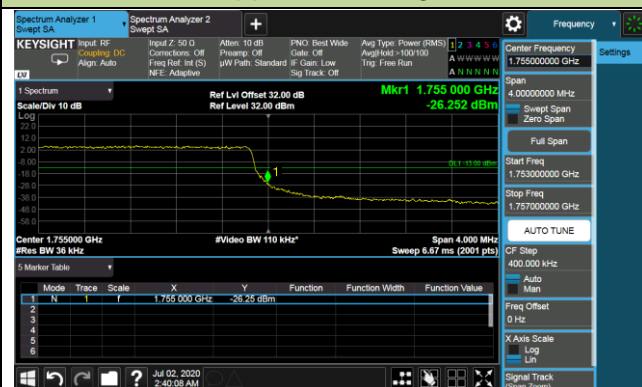 Spectrum Analyzer 1
Swept SA
Spectrum Analyzer 2
Swept SA
+
Frequency
KEYSIGHT
Input: RF
Coupling: DC
Align: Auto
Input Z: 50 Ω
Corrections: Off
Freq Ref: Int (S)
NFE: Adaptive
Atten: 10 dB
Preamp: Off
µW Path: Standard
PNO: Best Wide
Gate: Off
IF Gain: Low
Sig Track: Off
Avg Type: Power (RMS)
Avg|Hold:>100/100
Trig: Free Run
1 2 3 4 5 6
A W W W W W
A N N N N N
LVI
1 Spectrum
Scale/Div 10 dB
Ref Lvl Offset 32.00 dB
Ref Level 32.00 dBm
Mkr1 1.755 000 GHz
-26.252 dBm
Log
22.0
12.0
2.00
-8.00
-18.0
-28.0
-38.0
-48.0
-58.0
DL1 -13.00 dBm
1
Center 1.755000 GHz
#Res BW 36 kHz
#Video BW 110 kHz*
Span 4.000 MHz
Sweep 6.67 ms (2001 pts)
5 Marker Table
Mode Trace Scale X Y Function Function Width Function Value
1 N 1 f 1.755 000 GHz -26.25 dBm
2
3
4
5
6
Jul 02, 2020
2:40:08 AM
Center Frequency
1.755000000 GHz
Settings
Span
4.00000000 MHz
Swept Span
Zero Span
Full Span
Start Freq
1.753000000 GHz
Stop Freq
1.757000000 GHz
AUTO TUNE
CF Step
400.000 kHz
Auto
Man
Freq Offset
0 Hz
X Axis Scale
Log
Lin
Signal Track
(Span Zoom)